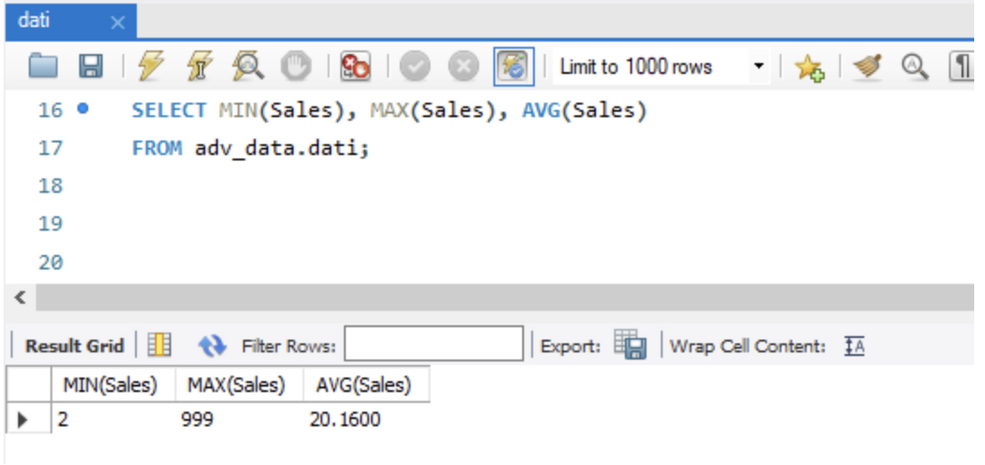 dati
Limit to 1000 rows
16 SELECT MIN(Sales), MAX(Sales), AVG(Sales)
17 FROM adv_data.dati;
18
19
20
Result Grid Filter Rows: Export: Wrap Cell Content:
MIN(Sales) MAX(Sales) AVG(Sales)
2 999 20.1600